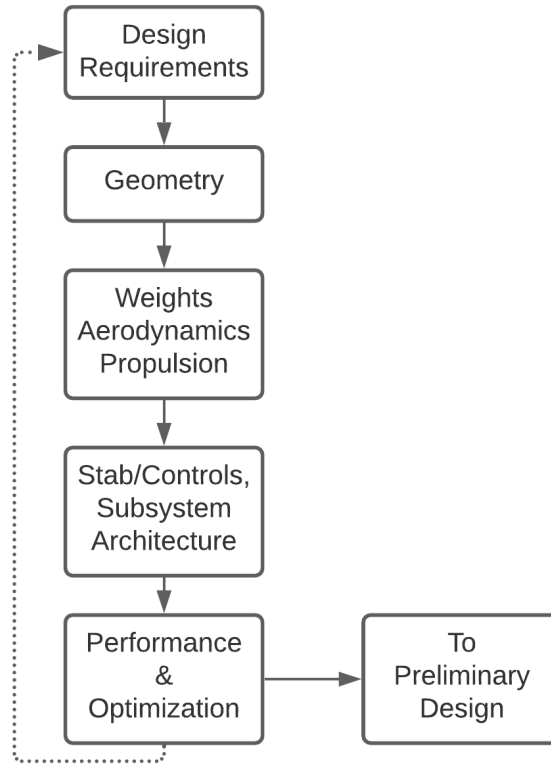 Design
Requirements
Geometry
Weights
Aerodynamics
Propulsion
Stab/Controls,
Subsystem
Architecture
Performance
&
Optimization
To
Preliminary
Design